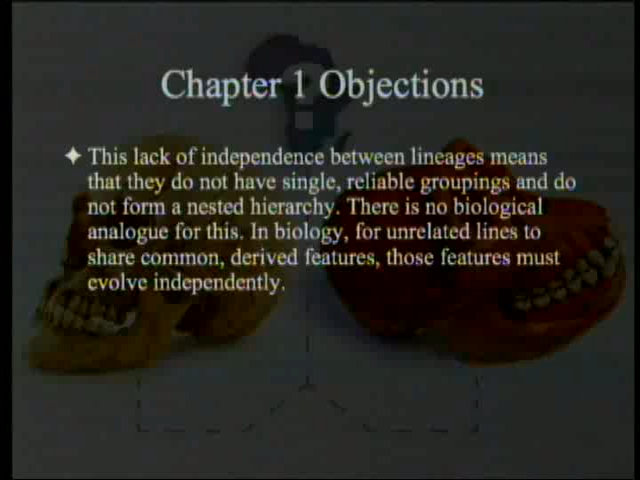 Chapter 1 Objections
This lack of independence between lineages means
that they do not have single, reliable groupings and do
not form a nested hierarchy. There is no biological
analogue for this. In biology, for unrelated lines to
share common, derived features, those features must
evolve independently.